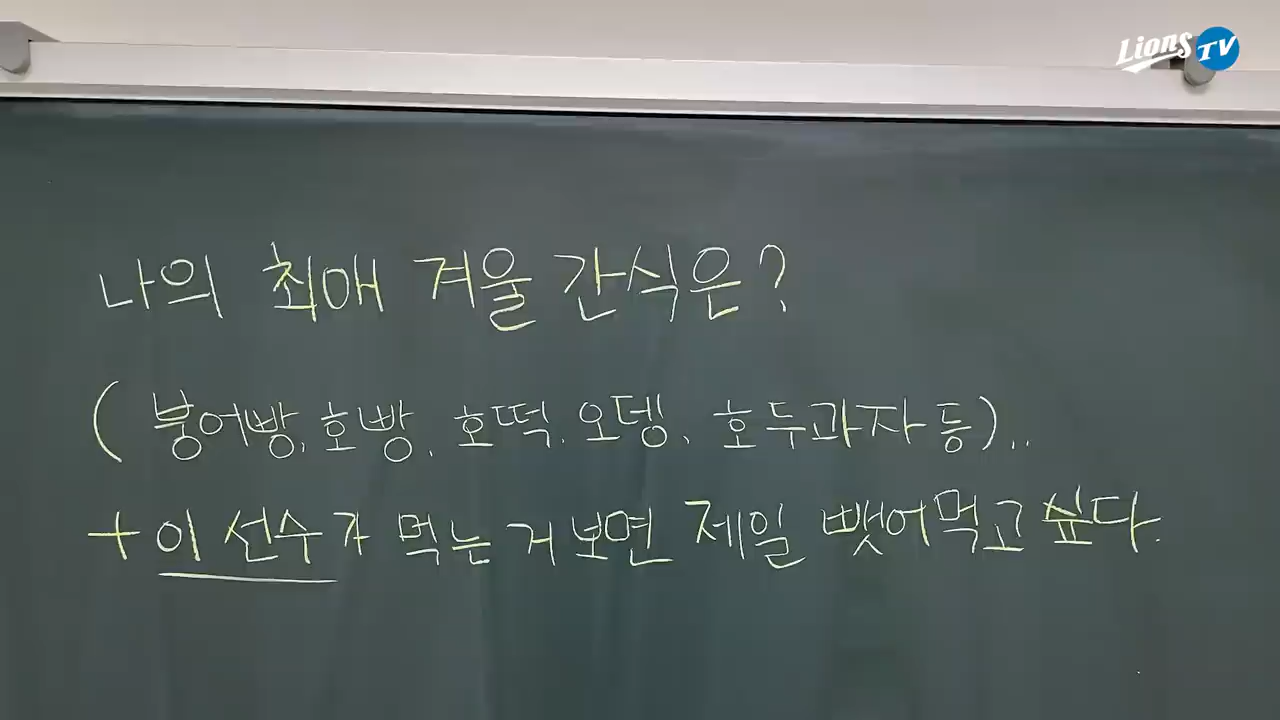 Lions TV
나의 최애 겨울 간식은?
(붕어빵, 호빵, 호떡, 오뎅, 호두과자 등)..
+ 이 선수가 먹는 거 보면 제일 뺏어먹고 싶다.